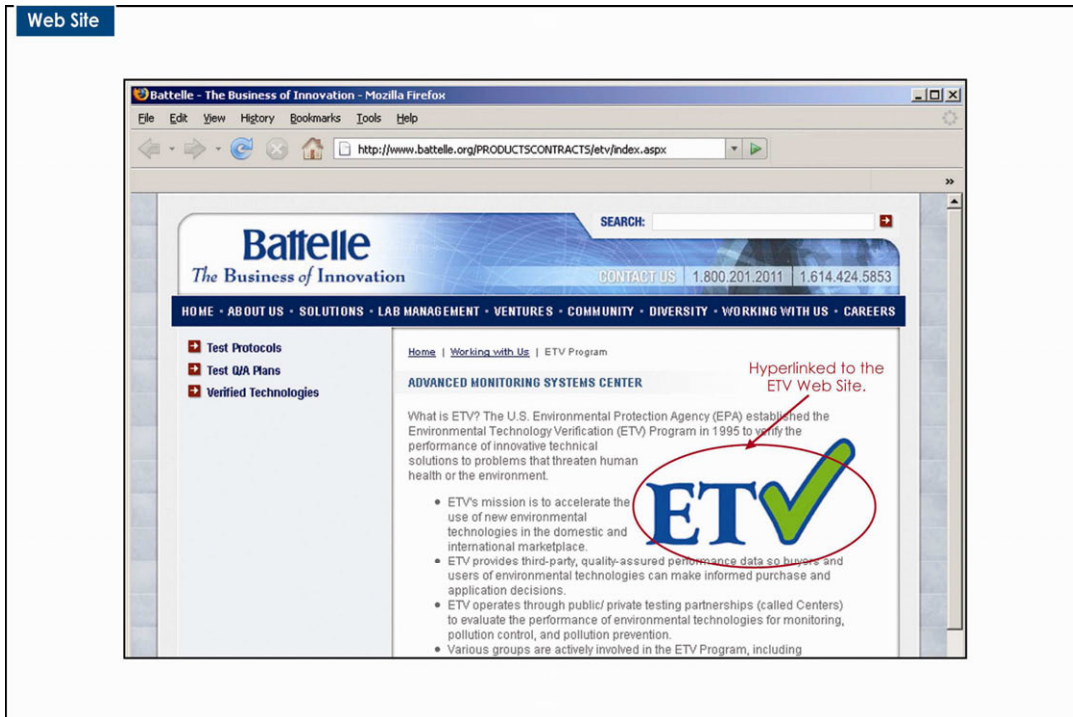 Web Site
Battelle - The Business of Innovation - Mozilla Firefox
File Edit View History Bookmarks Tools Help
http://www.battelle.org/PRODUCTSCONTRACTS/etv/index.aspx
»
SEARCH:
Battelle
The Business of Innovation
CONTACT US 1.800.201.2011 1.614.424.5853
HOME • ABOUT US • SOLUTIONS • LAB MANAGEMENT • VENTURES • COMMUNITY • DIVERSITY • WORKING WITH US • CAREERS
Test Protocols
Test Q/A Plans
Verified Technologies
Home | Working with Us | ETV Program
ADVANCED MONITORING SYSTEMS CENTER
Hyperlinked to the
ETV Web Site.
What is ETV? The U.S. Environmental Protection Agency (EPA) established the
Environmental Technology Verification (ETV) Program in 1995 to verify the
performance of innovative technical
solutions to problems that threaten human
health or the environment.
ETV
• ETV's mission is to accelerate the
use of new environmental
technologies in the domestic and
international marketplace.
• ETV provides third-party, quality-assured performance data so buyers and
users of environmental technologies can make informed purchase and
application decisions.
• ETV operates through public/ private testing partnerships (called Centers)
to evaluate the performance of environmental technologies for monitoring,
pollution control, and pollution prevention.
• Various groups are actively involved in the ETV Program, including